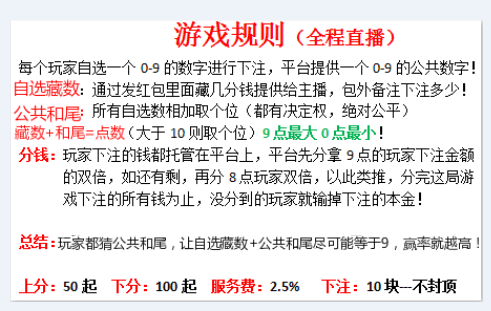 游戏规则（全程直播）
每个玩家自选一个 0-9 的数字进行下注，平台提供一个 0-9 的公共数字！
自选藏数：通过发红包里面藏几分钱提供给主播，包外备注下注多少！
公共和尾：所有自选数相加取个位（都有决定权，绝对公平）
藏数+和尾=点数（大于 10 则取个位）9 点最大 0 点最小！
分钱：玩家下注的钱都托管在平台上，平台先分拿 9 点的玩家下注金额
的双倍，如还有剩，再分 8 点玩家双倍，以此类推，分完这局游
戏下注的所有钱为止，没分到的玩家就输掉下注的本金！
总结：玩家都猜公共和尾，让自选藏数+公共和尾尽可能等于9，赢率就越高！
上分：50 起 下分：100 起 服务费：2.5% 下注：10 块---不封顶